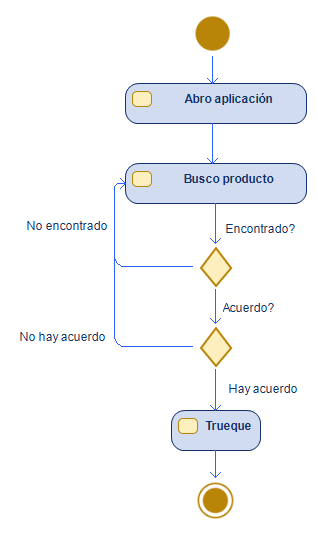 Abro aplicación
Busco producto
No encontrado
Encontrado?
Acuerdo?
No hay acuerdo
Hay acuerdo
Trueque